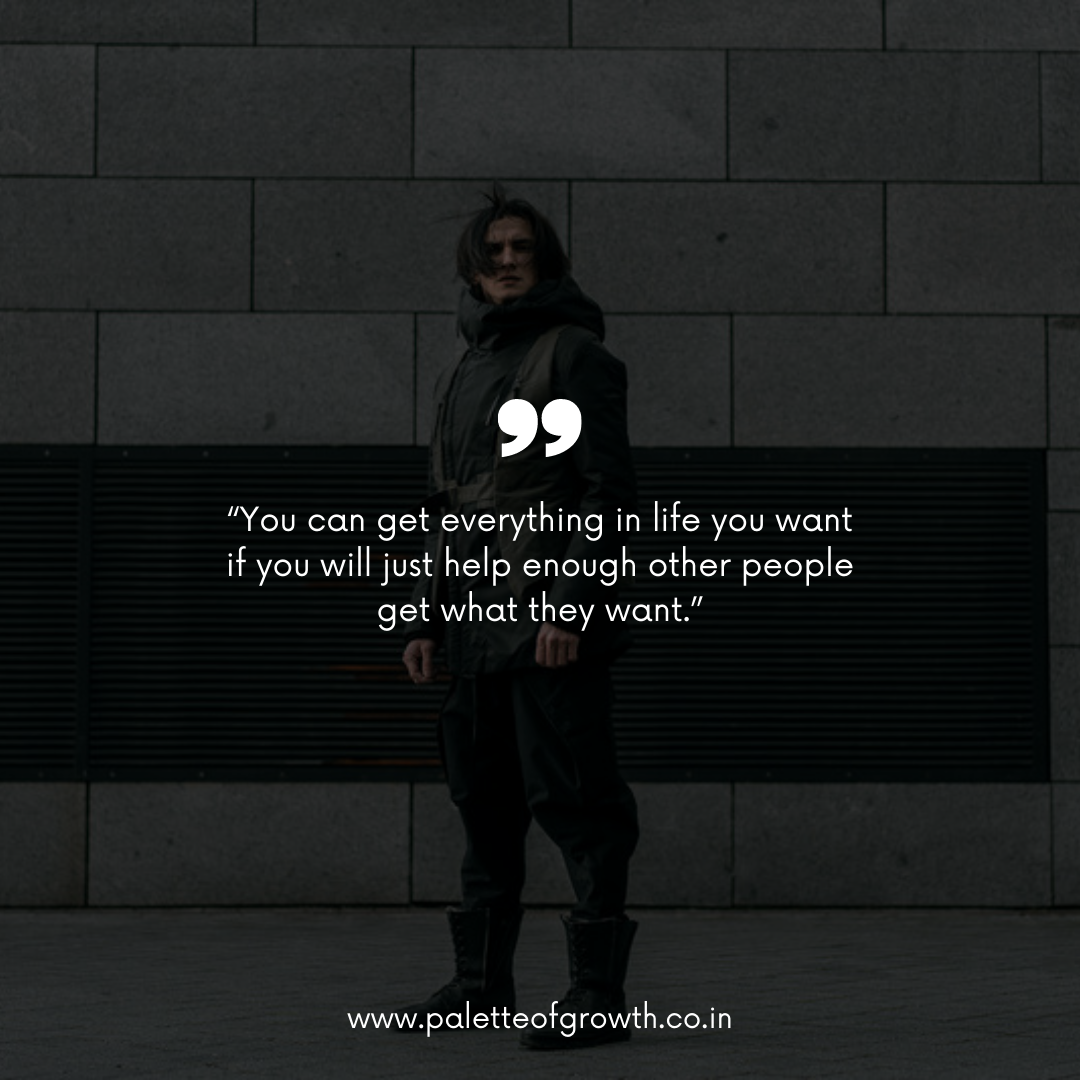 ”
“You can get everything in life you want
if you will just help enough other people
get what they want.”
www.paletteofgrowth.co.in